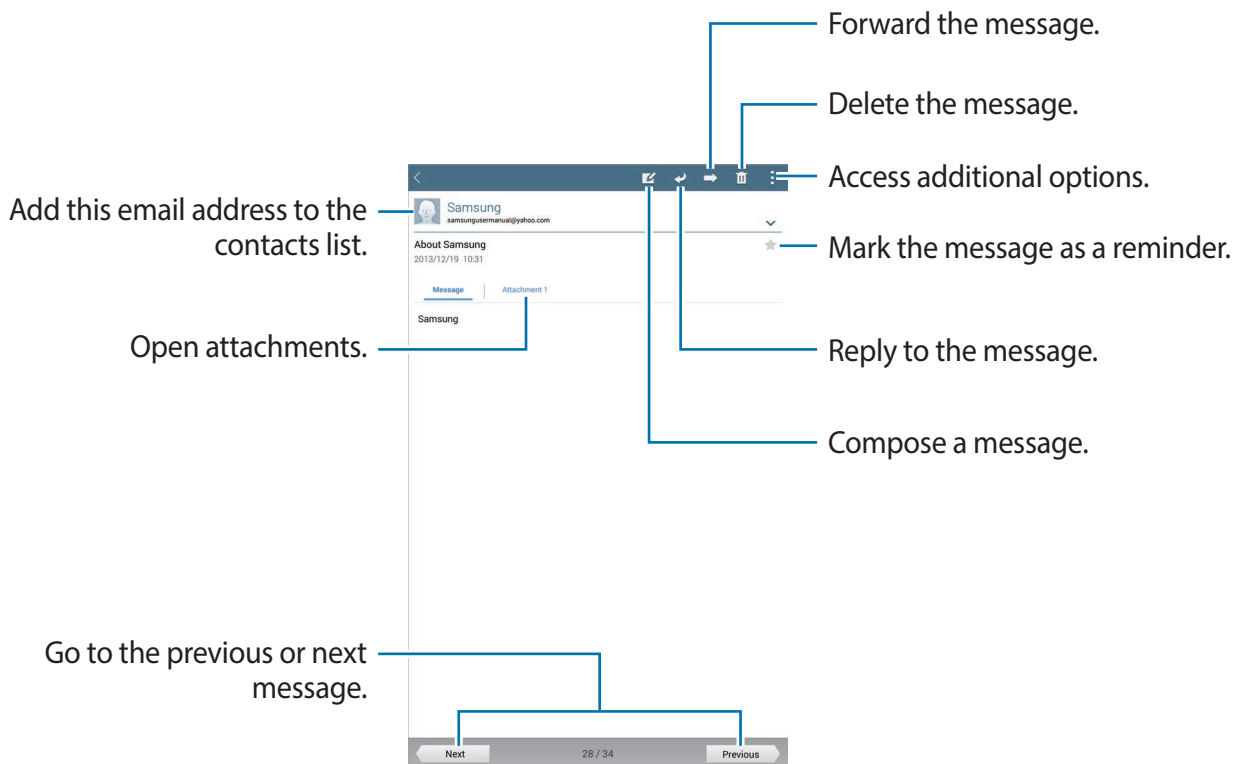 Forward the message.
Delete the message.
Access additional options.
Add this email address to the
contacts list.
Samsung
samsungusermanual@yahoo.com
About Samsung
2013/12/19 10:31
Mark the message as a reminder.
Message
Attachment 1
Samsung
Open attachments.
Reply to the message.
Compose a message.
Go to the previous or next
message.
Next
28 / 34
Previous